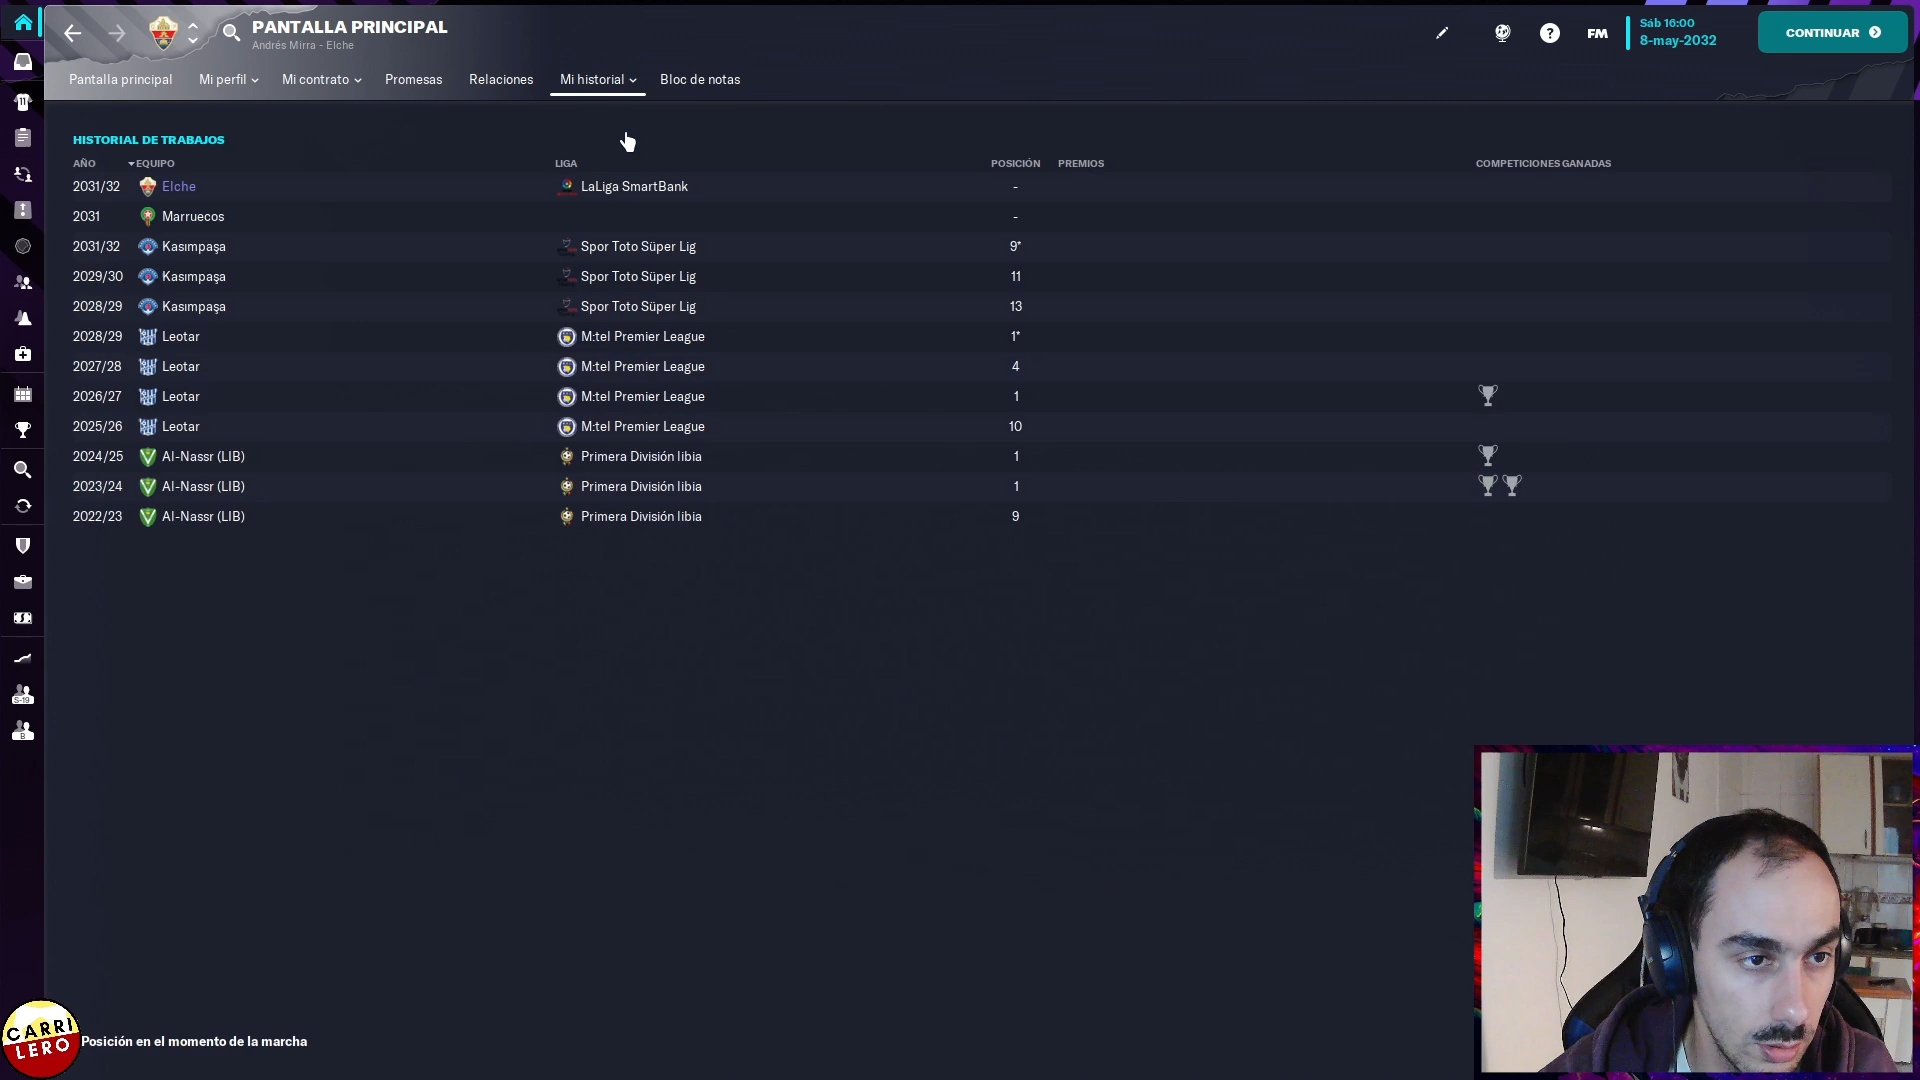 PANTALLA PRINCIPAL
Andrés Mirra - Elche
FM
Sáb 16:00
8-may-2032
CONTINUAR
Pantalla principal Mi perfil Mi contrato Promesas Relaciones Mi historial Bloc de notas
HISTORIAL DE TRABAJOS
AÑO EQUIPO LIGA POSICIÓN PREMIOS COMPETICIONES GANADAS
2031/32 Elche LaLiga SmartBank -
2031 Marruecos -
2031/32 Kasımpaşa Spor Toto Süper Lig 9*
2029/30 Kasımpaşa Spor Toto Süper Lig 11
2028/29 Kasımpaşa Spor Toto Süper Lig 13
2028/29 Leotar M:tel Premier League 1*
2027/28 Leotar M:tel Premier League 4
2026/27 Leotar M:tel Premier League 1
2025/26 Leotar M:tel Premier League 10
2024/25 Al-Nassr (LIB) Primera División libia 1
2023/24 Al-Nassr (LIB) Primera División libia 1
2022/23 Al-Nassr (LIB) Primera División libia 9
11
S-19
B
CARRI
LERO
Posición en el momento de la marcha